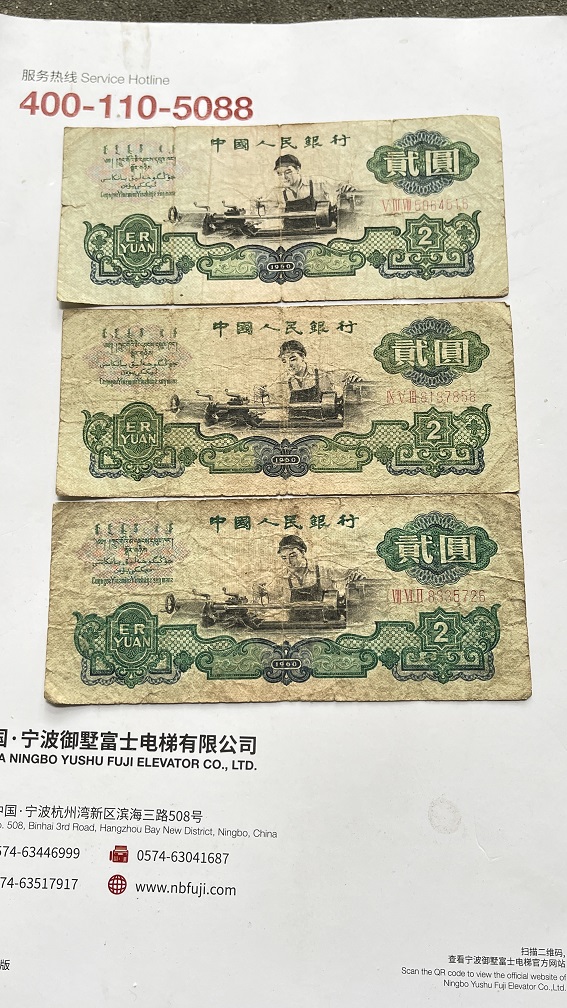 服务热线 Service Hotline
400-110-5088
中國人民銀行
貳圓
ER
YUAN
2
1960
中國人民銀行
貳圓
ER
YUAN
2
1960
中國人民銀行
貳圓
8335726
ER
YUAN
2
1960
国·宁波御墅富士电梯有限公司
A NINGBO YUSHU FUJI ELEVATOR CO., LTD.
中国·宁波杭州湾新区滨海三路508号
o. 508, Binhai 3rd Road, Hangzhou Bay New District, Ningbo, China
574-63446999 0574-63041687
74-63517917 www.nbfuji.com
版
扫描二维码,
查看宁波御墅富士电梯官方网站
Scan the QR code to view the official website of
Ningbo Yushu Fuji Elevator Co.,Ltd.